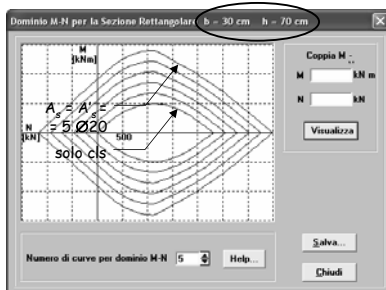 Dominio M-N per la Sezione Rettangolare b = 30 cm h = 70 cm
M
[kNm]
A's = A's
= 5 Ø20
N
[kN]
500
solo cls
Coppia M -
M kN m
N kN
Visualizza
Numero di curve per dominio M-N 5 Help...
Salva...
Chiudi